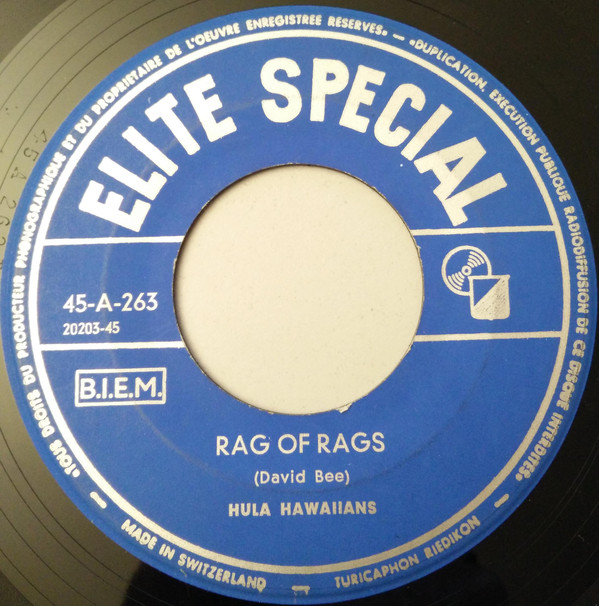 ELITE SPECIAL
45-A-263
20203-45
B.I.E.M.
RAG OF RAGS
(David Bee)
HULA HAWAIIANS
«TOUS DROITS DU PRODUCTEUR PHONOGRAPHIQUE ET DU PROPRIETAIRE DE L'OEUVRE ENREGISTREE RESERVES» — «DUPLICATION, EXECUTION PUBLIQUE RADIODIFFUSION DE CE DISQUE INTERDITES» —
— MADE IN SWITZERLAND — TURICAPHON RIEDIKON